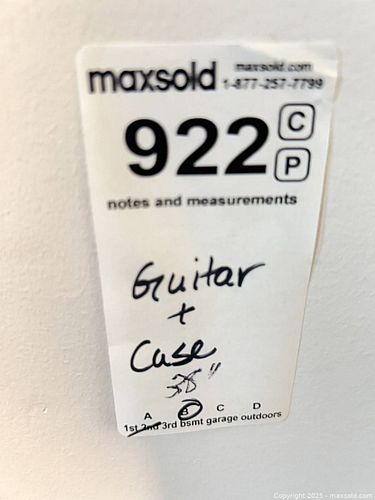 maxsold maxsold.com
1-877-257-7799
922 C
P
notes and measurements
Guitar
+
Case
38"
A B C D
1st 2nd 3rd bsmt garage outdoors
Copyright 2025 - maxsold.com